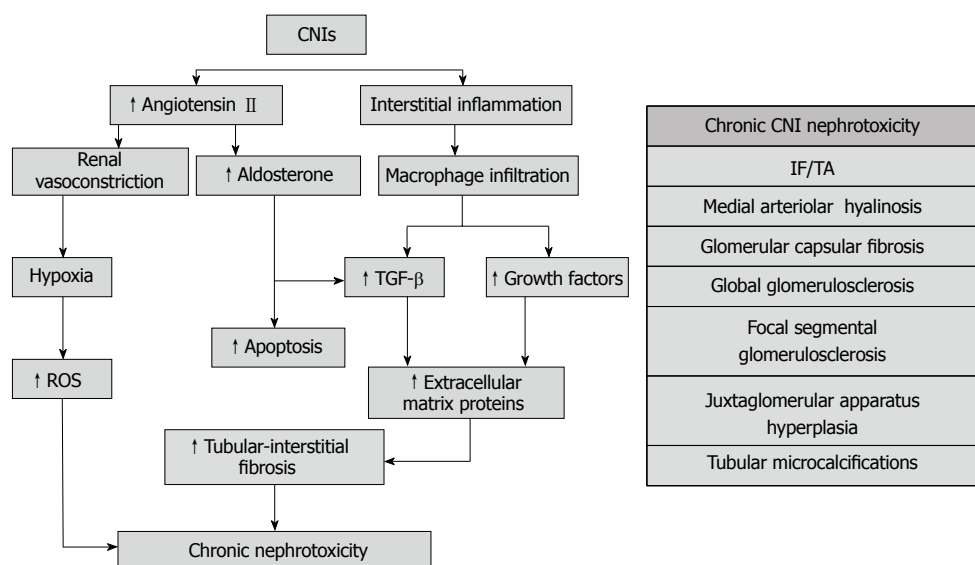 CNIs
↑ Angiotensin Ⅱ
Interstitial inflammation
Renal
vasoconstriction
↑ Aldosterone
Macrophage infiltration
Hypoxia
↑ TGF-β
↑ Growth factors
↑ Apoptosis
↑ ROS
↑ Extracellular
matrix proteins
↑ Tubular-interstitial
fibrosis
Chronic nephrotoxicity
Chronic CNI nephrotoxicity
IF/TA
Medial arteriolar hyalinosis
Glomerular capsular fibrosis
Global glomerulosclerosis
Focal segmental
glomerulosclerosis
Juxtaglomerular apparatus
hyperplasia
Tubular microcalcifications